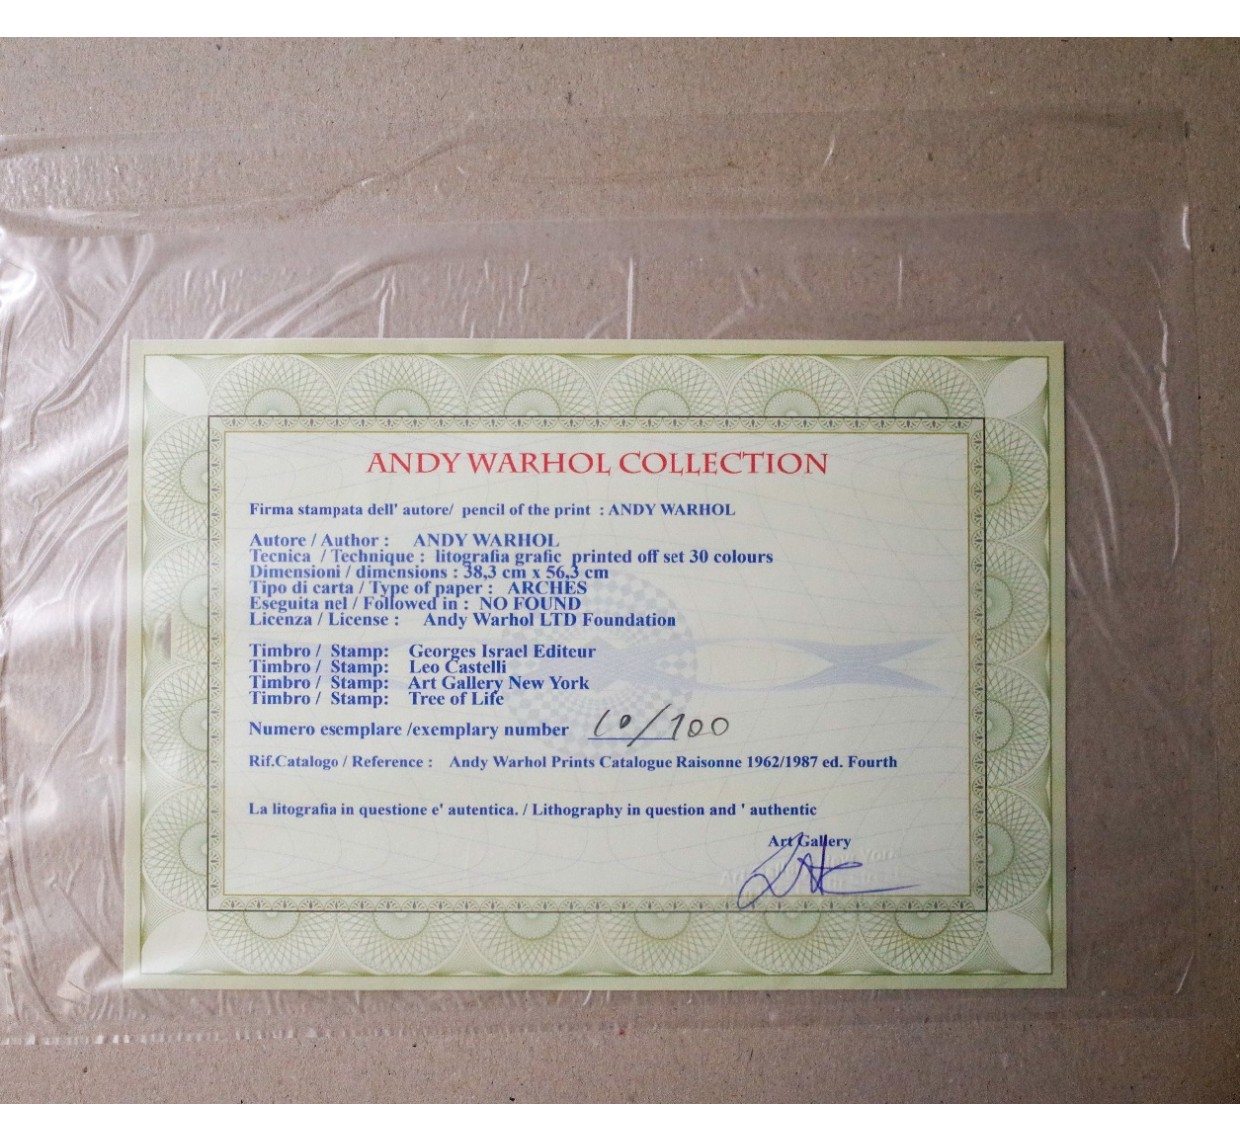 ANDY WARHOL COLLECTION
Firma stampata dell' autore/ pencil of the print : ANDY WARHOL
Autore / Author : ANDY WARHOL
Tecnica / Technique : litografia grafic printed off set 30 colours
Dimensioni / dimensions : 38,3 cm x 56,3 cm
Tipo di carta / Type of paper : ARCHES
Eseguita nel / Followed in : NO FOUND
Licenza / License : Andy Warhol LTD Foundation
Timbro / Stamp: Georges Israel Editeur
Timbro / Stamp: Leo Castelli
Timbro / Stamp: Art Gallery New York
Timbro / Stamp: Tree of Life
Numero esemplare /exemplary number 10/100
Rif.Catalogo / Reference : Andy Warhol Prints Catalogue Raisonne 1962/1987 ed. Fourth
La litografia in questione e' autentica. / Lithography in question and ' authentic
Art Gallery